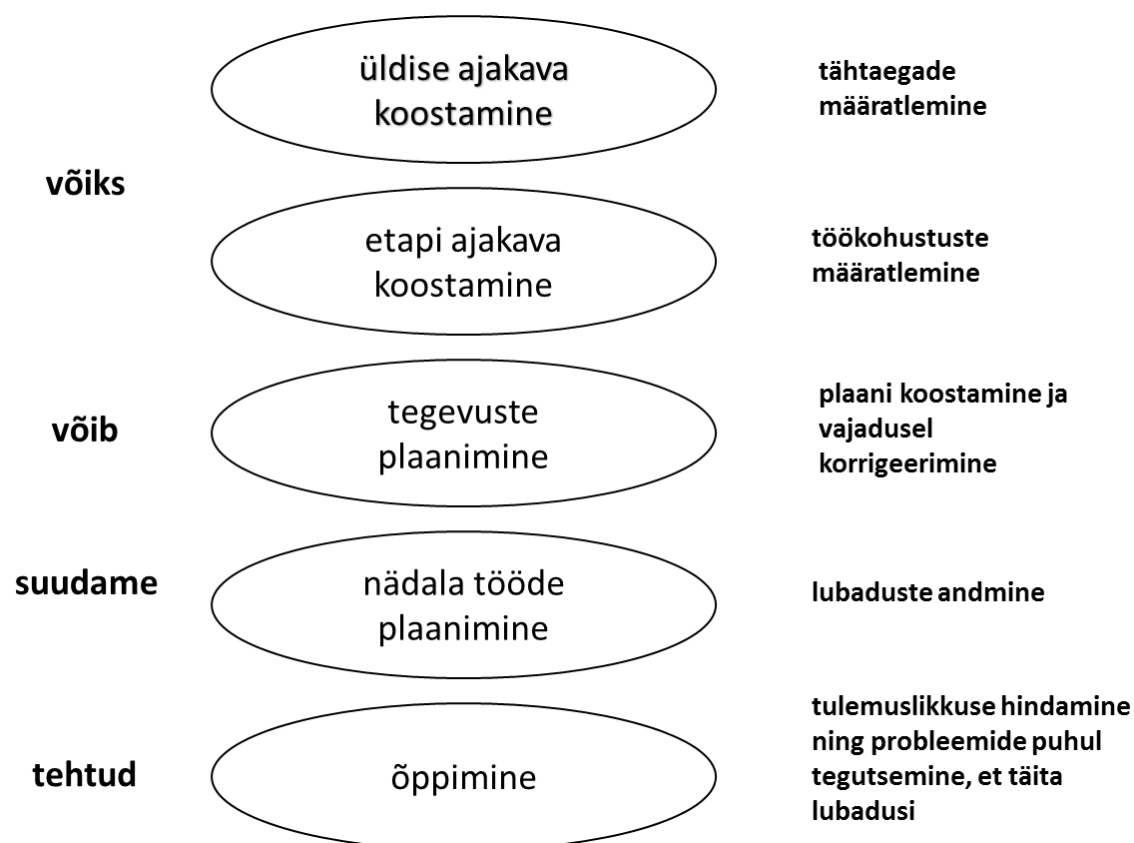 üldise ajakava
koostamine
tähtaegade
määratlemine
võiks
etapi ajakava
koostamine
töökohustuste
määratlemine
võib
tegevuste
plaanimine
plaani koostamine ja
vajadusel
korrigeerimine
suudame
nädala tööde
plaanimine
lubaduste andmine
tehtud
õppimine
tulemuslikkuse hindamine
ning probleemide puhul
tegutsemine, et täita
lubadusi